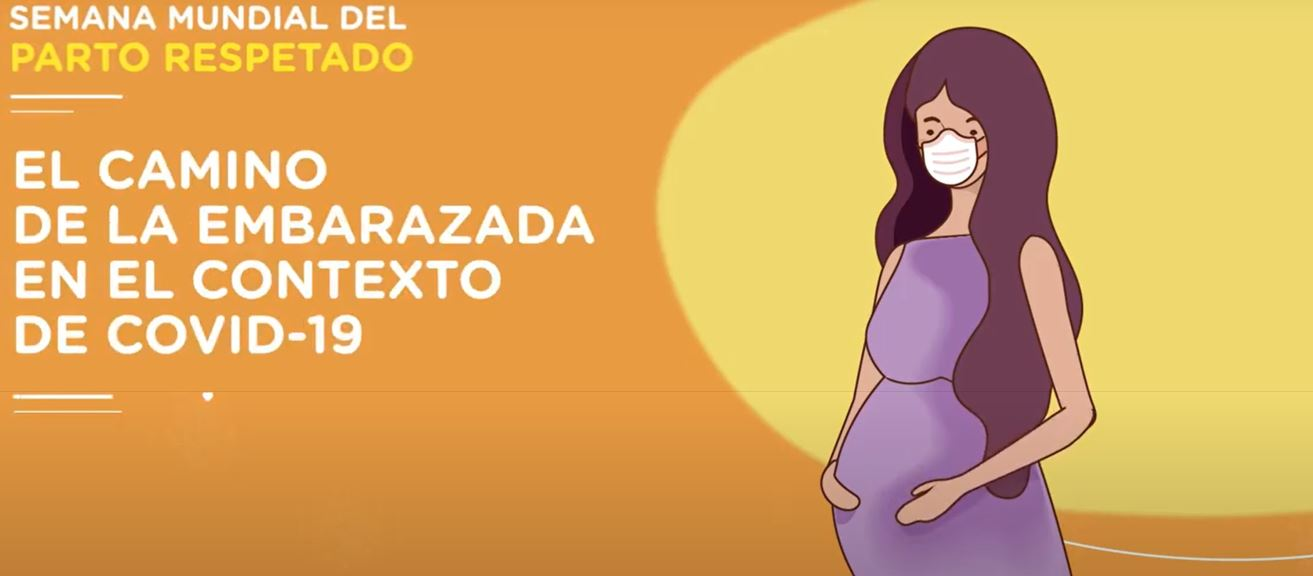 SEMANA MUNDIAL DEL
PARTO RESPETADO
EL CAMINO
DE LA EMBARAZADA
EN EL CONTEXTO
DE COVID-19